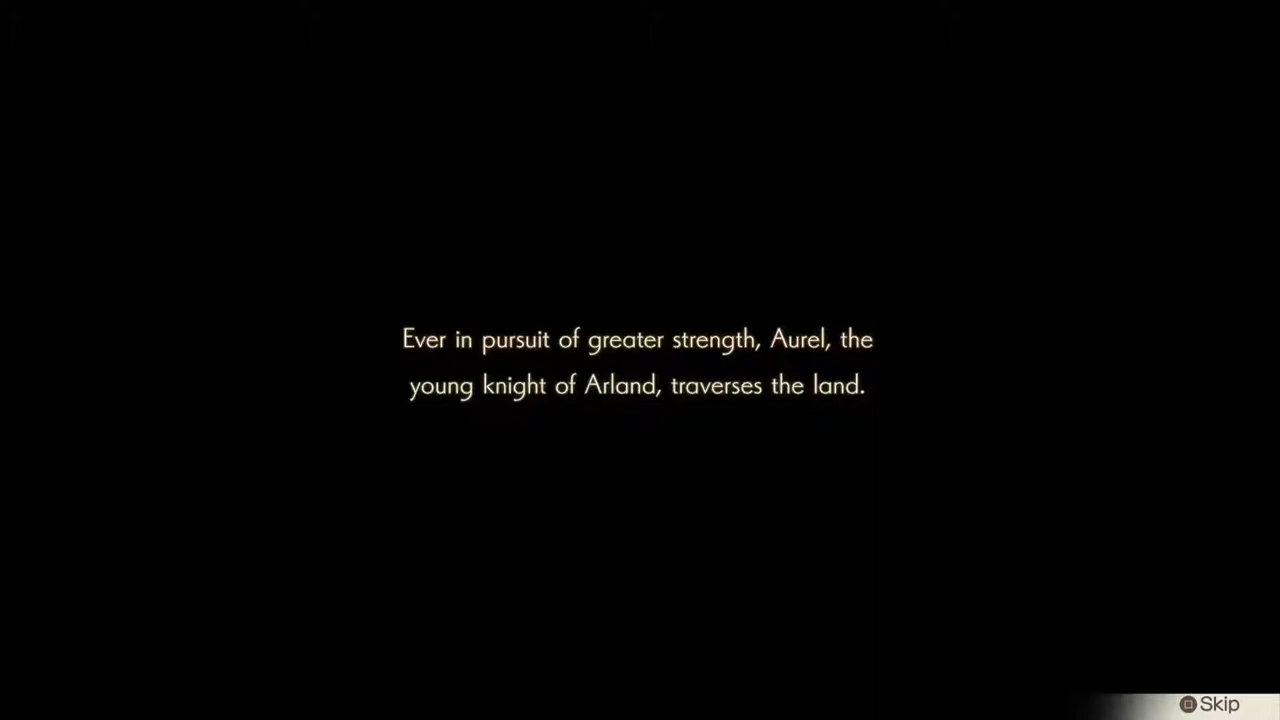 Ever in pursuit of greater strength, Aurel, the
young knight of Arland, traverses the land.
Skip